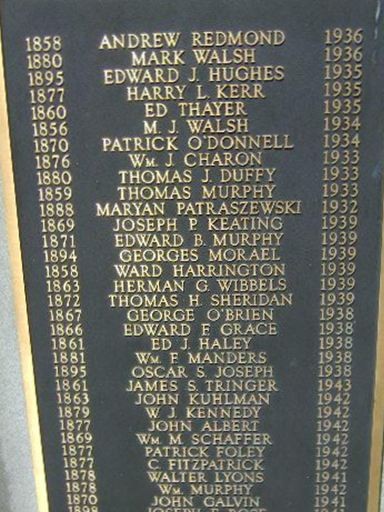 1858 ANDREW REDMOND 1936
1880 MARK WALSH 1936
1895 EDWARD J. HUGHES 1935
1877 HARRY L. KERR 1935
1860 ED THAYER 1935
1856 M. J. WALSH 1934
1870 PATRICK O'DONNELL 1934
1876 WM. J. CHARON 1933
1880 THOMAS J. DUFFY 1933
1859 THOMAS MURPHY 1933
1888 MARYAN PATRASZEWSKI 1932
1869 JOSEPH P. KEATING 1939
1871 EDWARD B. MURPHY 1939
1894 GEORGES MORAEL 1939
1858 WARD HARRINGTON 1939
1863 HERMAN G. WIBBELS 1939
1872 THOMAS H. SHERIDAN 1939
1867 GEORGE O'BRIEN 1938
1866 EDWARD F. GRACE 1938
1861 ED J. HALEY 1938
1881 WM. F. MANDERS 1938
1895 OSCAR S. JOSEPH 1938
1861 JAMES S. TRINGER 1943
1863 JOHN KUHLMAN 1942
1879 W. J. KENNEDY 1942
1877 JOHN ALBERT 1942
1869 WM. M. SCHAFFER 1942
1877 PATRICK FOLEY 1942
1877 C. FITZPATRICK 1942
1878 WALTER LYONS 1941
1878 WM. MURPHY 1942
1870 JOHN GALVIN 1941
1898 JOSEPH